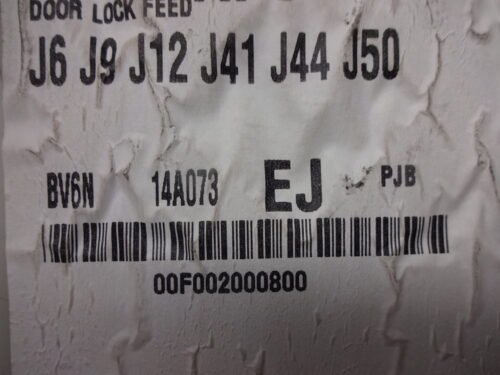 DOOR LOCK FEED
J6 J9 J12 J41 J44 J50
BV6N 14A073 EJ PJB
00F002000800